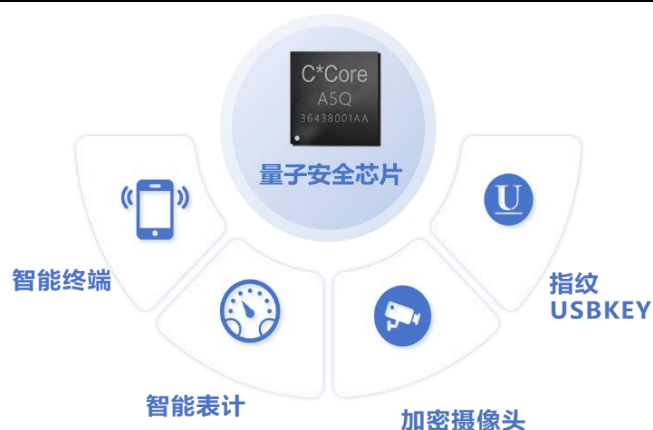 C*Core
A5Q
36438001AA
量子安全芯片
智能终端
智能表计
加密摄像头
指纹
USBKEY
U